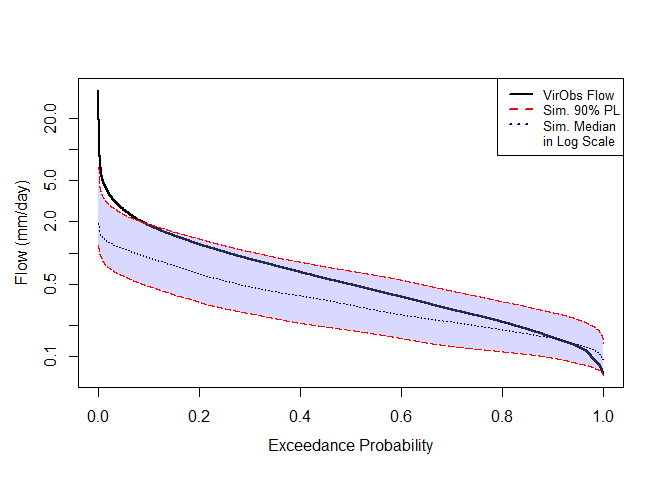 VirObs Flow
Sim. 90% PL
Sim. Median
in Log Scale
Flow (mm/day)
20.0
5.0
2.0
0.5
0.1
0.0 0.2 0.4 0.6 0.8 1.0
Exceedance Probability